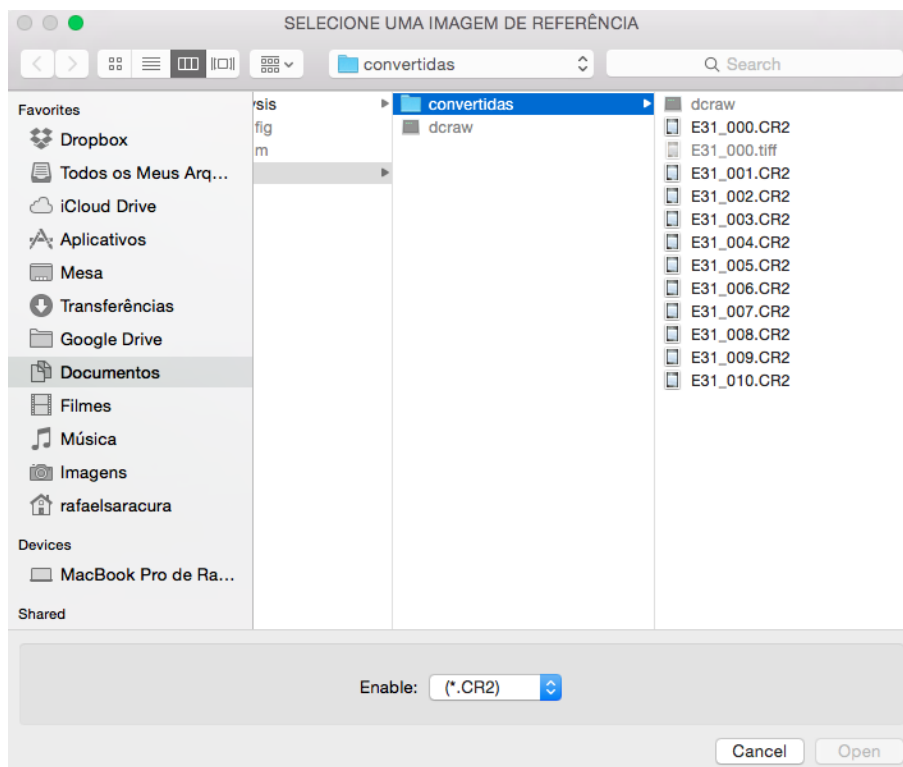 SELECIONE UMA IMAGEM DE REFERÊNCIA
convertidas
Search
Favorites
Dropbox
Todos os Meus Arq...
iCloud Drive
Aplicativos
Mesa
Transferências
Google Drive
Documentos
Filmes
Música
Imagens
rafaelsaracura
Devices
MacBook Pro de Ra...
Shared
ysis
fig
m
convertidas
dcraw
dcraw
E31_000.CR2
E31_000.tiff
E31_001.CR2
E31_002.CR2
E31_003.CR2
E31_004.CR2
E31_005.CR2
E31_006.CR2
E31_007.CR2
E31_008.CR2
E31_009.CR2
E31_010.CR2
Enable: (*.CR2)
Cancel Open